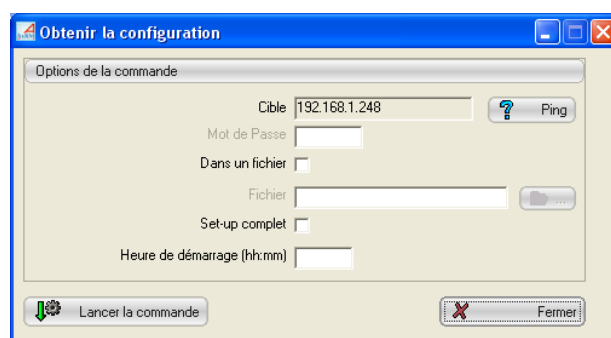 Obtenir la configuration
Options de la commande
Cible 192.168.1.248 Ping
Mot de Passe
Dans un fichier
Fichier ...
Set-up complet
Heure de démarrage (hh:mm)
Lancer la commande Fermer